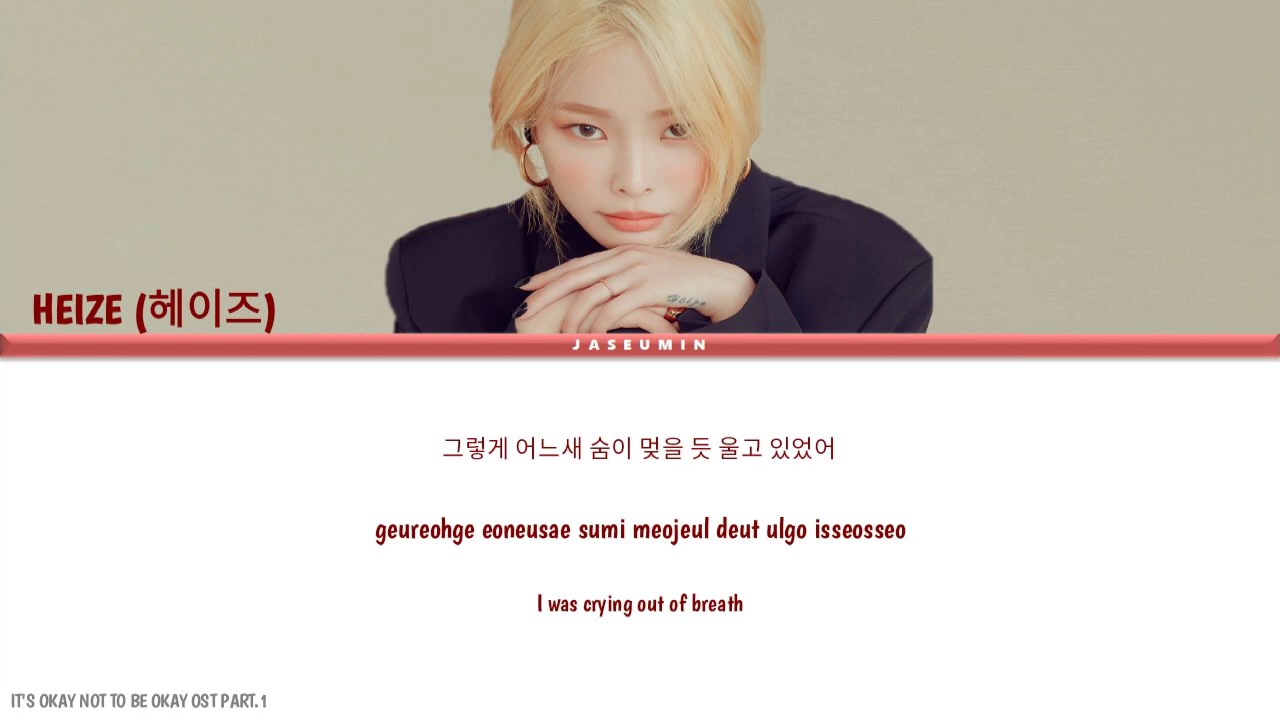 HEIZE (헤이즈)
Heize
JASEUMIN
그렇게 어느새 숨이 멎을 듯 울고 있었어
geureohge eoneusae sumi meojeul deut ulgo isseosseo
I was crying out of breath
IT'S OKAY NOT TO BE OKAY OST PART.1